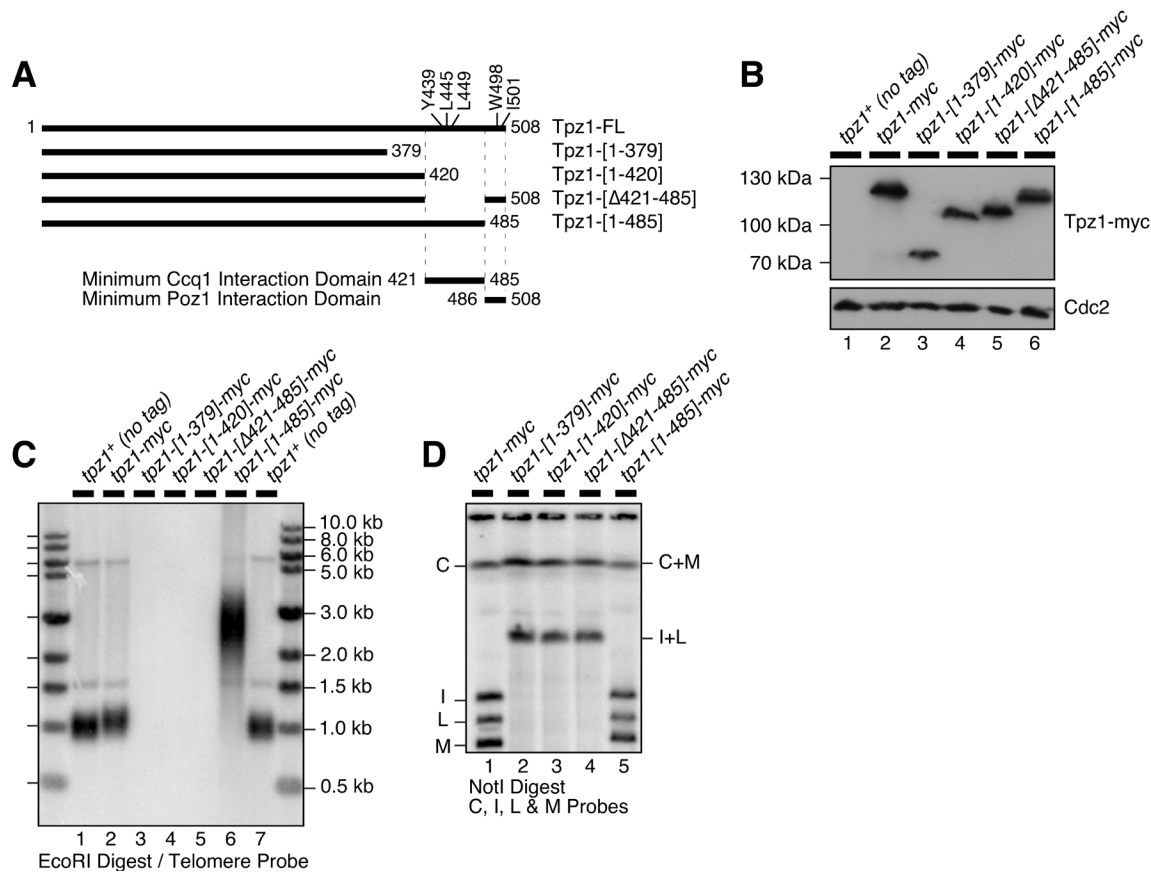 A
Y439
L445
L449
W498
I501
1
508 Tpz1-FL
379 Tpz1-[1-379]
420 Tpz1-[1-420]
508 Tpz1-[Δ421-485]
485 Tpz1-[1-485]
Minimum Ccq1 Interaction Domain 421 485
Minimum Poz1 Interaction Domain 486 508
B
tpz1+ (no tag)
tpz1-myc
tpz1-[1-379]-myc
tpz1-[1-420]-myc
tpz1-[Δ421-485]-myc
tpz1-[1-485]-myc
130 kDa
100 kDa
70 kDa
Tpz1-myc
Cdc2
1 2 3 4 5 6
C
tpz1+ (no tag)
tpz1-myc
tpz1-[1-379]-myc
tpz1-[1-420]-myc
tpz1-[Δ421-485]-myc
tpz1-[1-485]-myc
tpz1+ (no tag)
10.0 kb
8.0 kb
6.0 kb
5.0 kb
3.0 kb
2.0 kb
1.5 kb
1.0 kb
0.5 kb
1 2 3 4 5 6 7
EcoRI Digest / Telomere Probe
D
tpz1-myc
tpz1-[1-379]-myc
tpz1-[1-420]-myc
tpz1-[Δ421-485]-myc
tpz1-[1-485]-myc
C
C+M
I+L
I
L
M
1 2 3 4 5
NotI Digest
C, I, L & M Probes